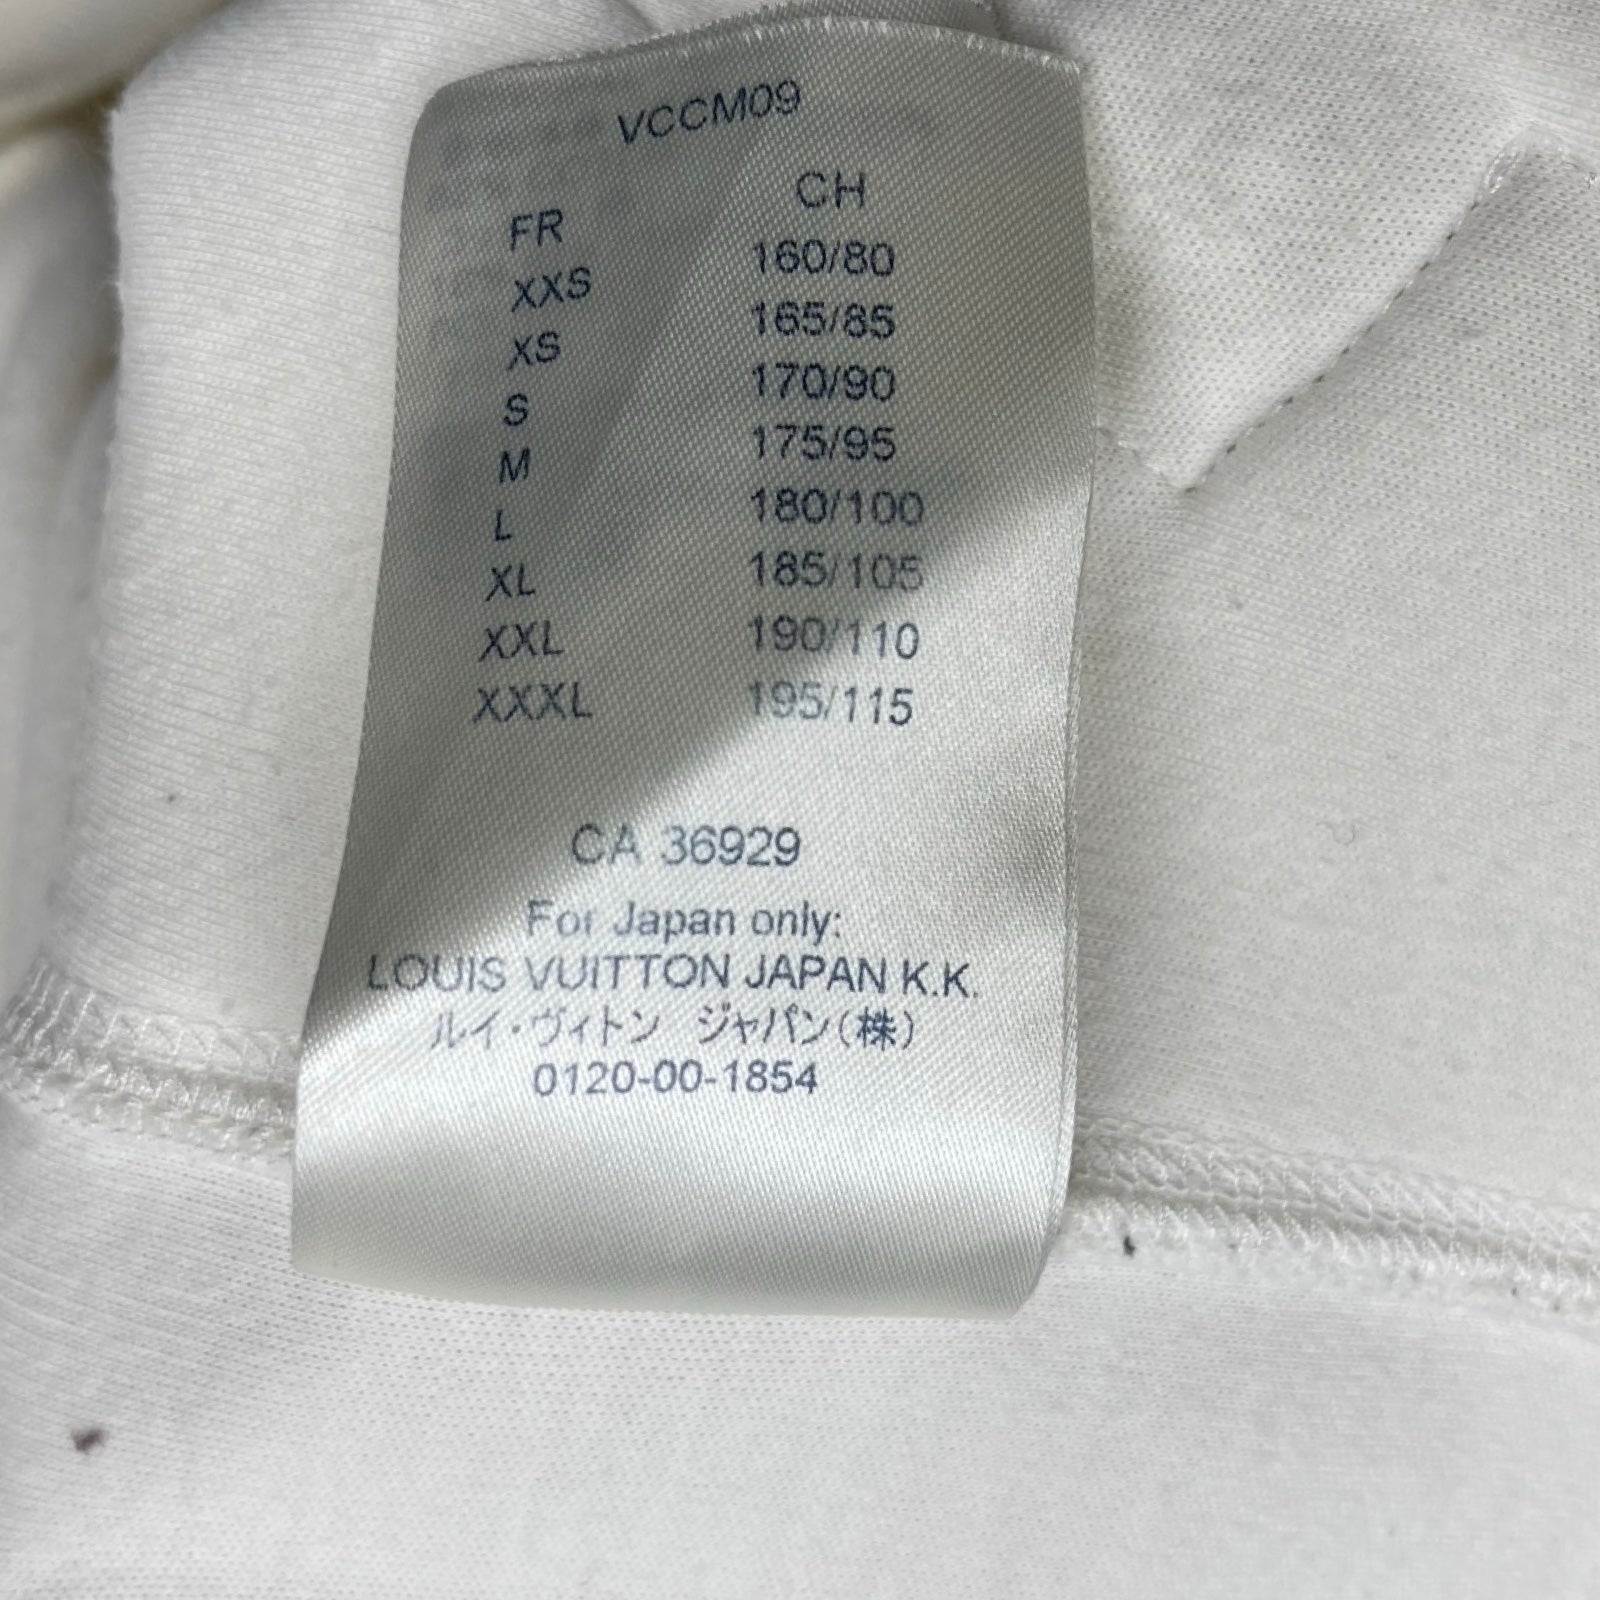 VCCM09
FR CH
XXS 160/80
XS 165/85
S 170/90
M 175/95
L 180/100
XL 185/105
XXL 190/110
XXXL 195/115
CA 36929
For Japan only:
LOUIS VUITTON JAPAN K.K.
ルイ・ヴィトン ジャパン(株)
0120-00-1854